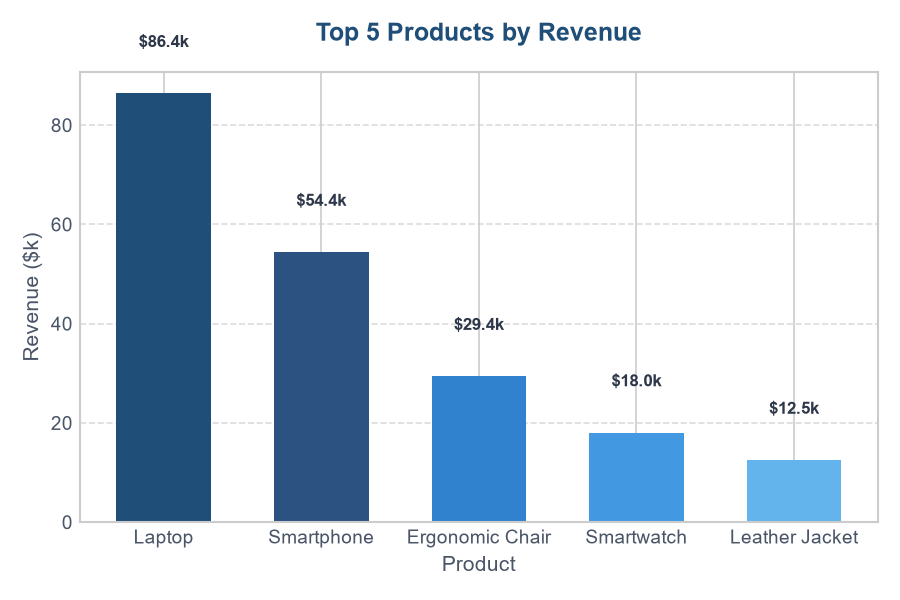 Top 5 Products by Revenue
$86.4k
$54.4k
$29.4k
$18.0k
$12.5k
80
60
40
20
0
Revenue ($k)
Laptop
Smartphone
Ergonomic Chair
Smartwatch
Leather Jacket
Product